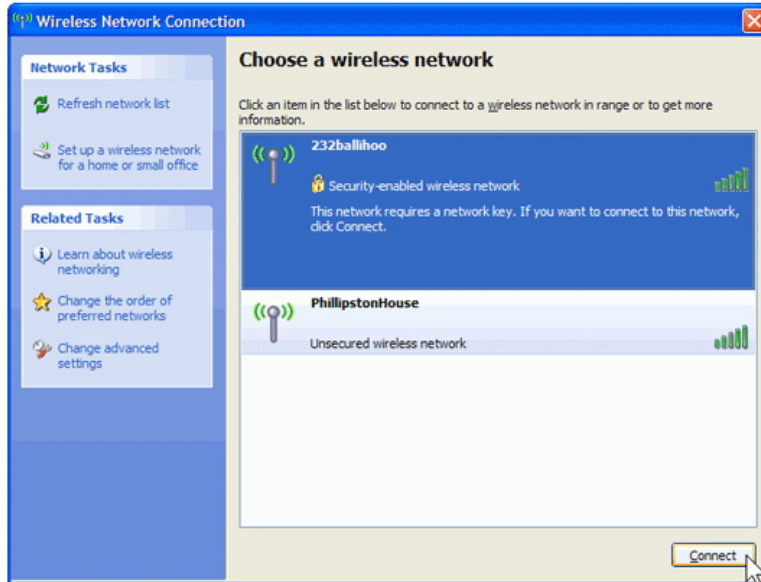 Wireless Network Connection
Network Tasks
Refresh network list
Set up a wireless network
for a home or small office
Related Tasks
Learn about wireless
networking
Change the order of
preferred networks
Change advanced
settings
Choose a wireless network
Click an item in the list below to connect to a wireless network in range or to get more
information.
232ballihoo
Security-enabled wireless network
This network requires a network key. If you want to connect to this network,
click Connect.
PhillipstonHouse
Unsecured wireless network
Connect